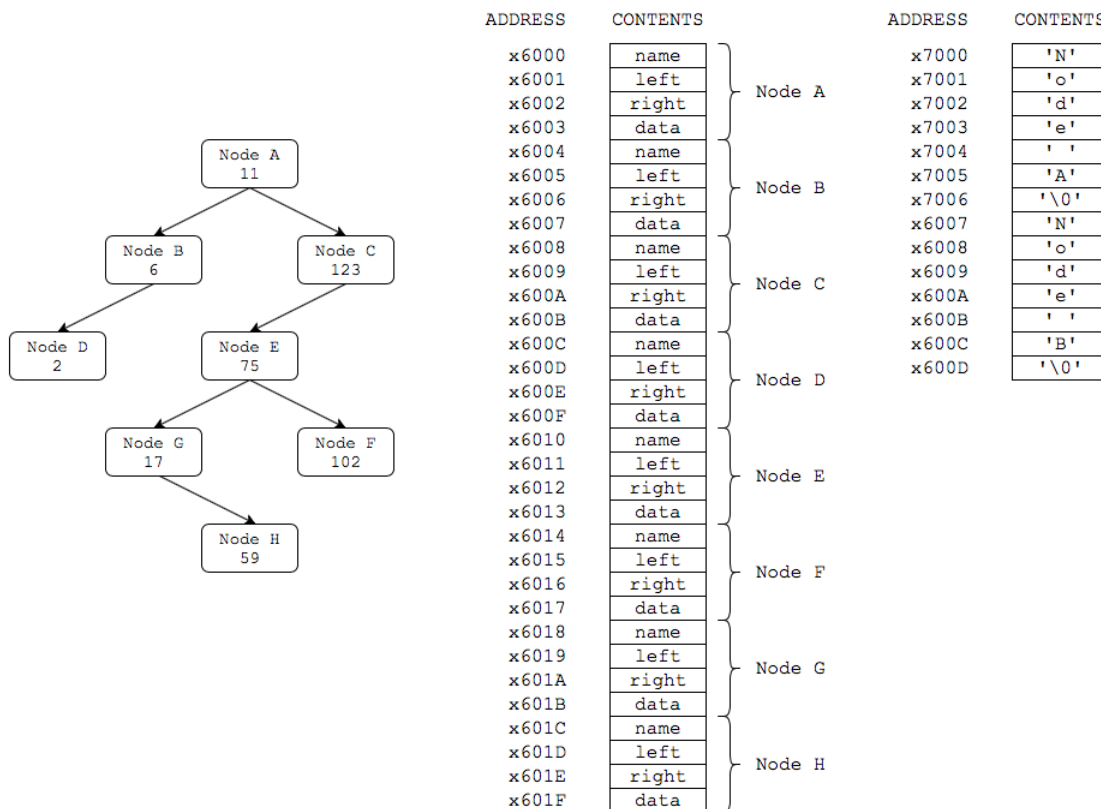 Node A
11
Node B
6
Node C
123
Node D
2
Node E
75
Node G
17
Node F
102
Node H
59
ADDRESS CONTENTS
x6000 name
x6001 left
x6002 right
x6003 data
Node A
x6004 name
x6005 left
x6006 right
x6007 data
Node B
x6008 name
x6009 left
x600A right
x600B data
Node C
x600C name
x600D left
x600E right
x600F data
Node D
x6010 name
x6011 left
x6012 right
x6013 data
Node E
x6014 name
x6015 left
x6016 right
x6017 data
Node F
x6018 name
x6019 left
x601A right
x601B data
Node G
x601C name
x601D left
x601E right
x601F data
Node H
ADDRESS CONTENTS
x7000 'N'
x7001 'o'
x7002 'd'
x7003 'e'
x7004 ' '
x7005 'A'
x7006 '\0'
x6007 'N'
x6008 'o'
x6009 'd'
x600A 'e'
x600B ' '
x600C 'B'
x600D '\0'